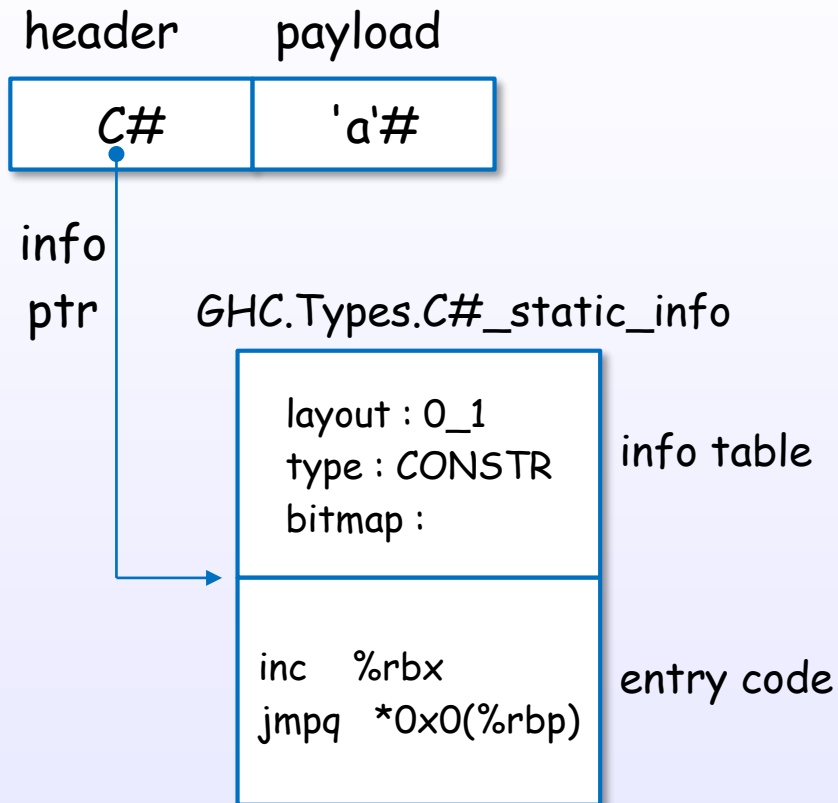 header payload
C# 'a'#
info
ptr
GHC.Types.C#_static_info
layout : 0_1
type : CONSTR
bitmap :
info table
inc %rbx
jmpq *0x0(%rbp)
entry code